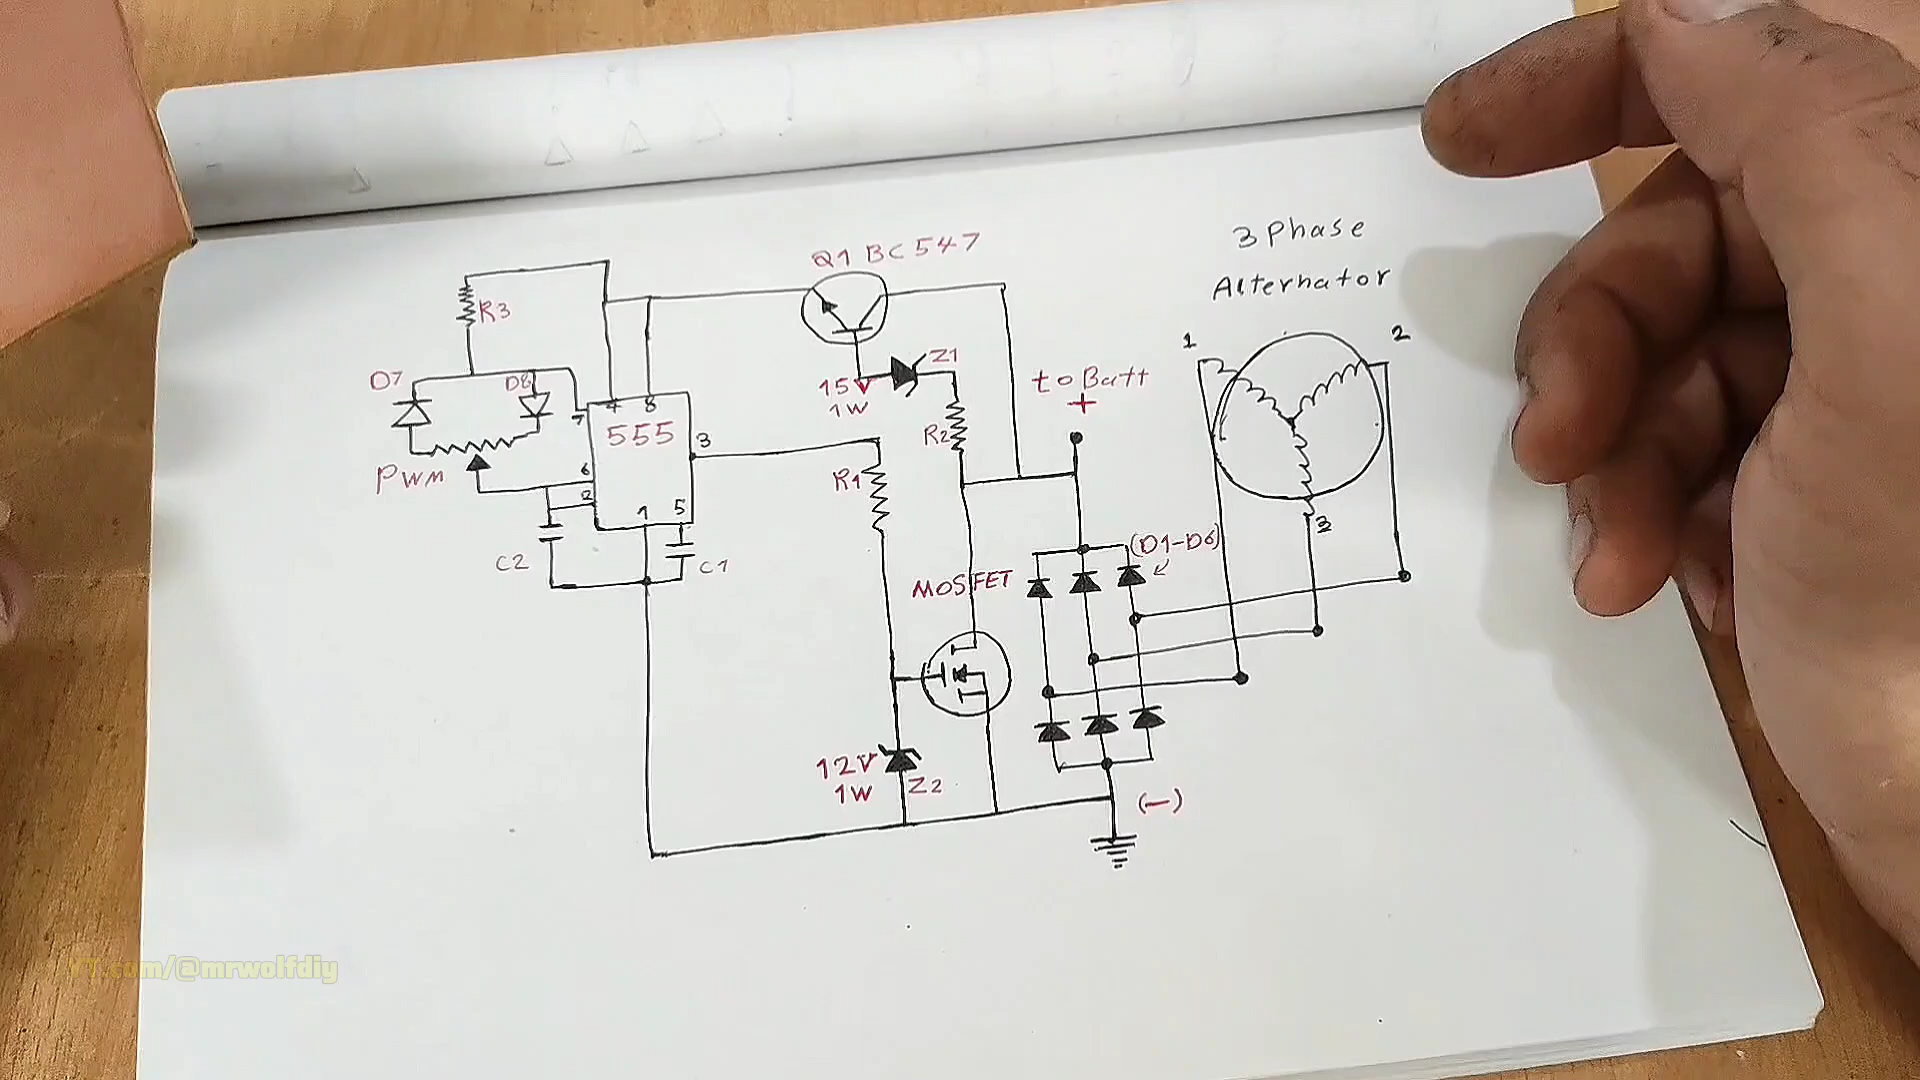 3 Phase
Alternator
Q1 BC547
R3
D7
D8
Z1
15V
1W
to Batt
+
1
2
4
8
7
555
3
R2
PWM
6
2
R1
1
5
3
C2
C1
(D1-D6)
MOSFET
12V
1W
Z2
(-)
YT.com/@mrwolfdiy